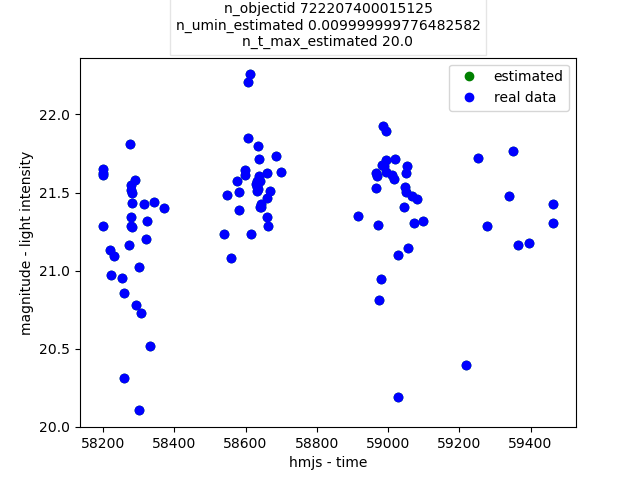 n_objectid 722207400015125
n_umin_estimated 0.009999999776482582
n_t_max_estimated 20.0
estimated
real data
magnitude - light intensity
22.0
21.5
21.0
20.5
20.0
58200 58400 58600 58800 59000 59200 59400
hmjs - time